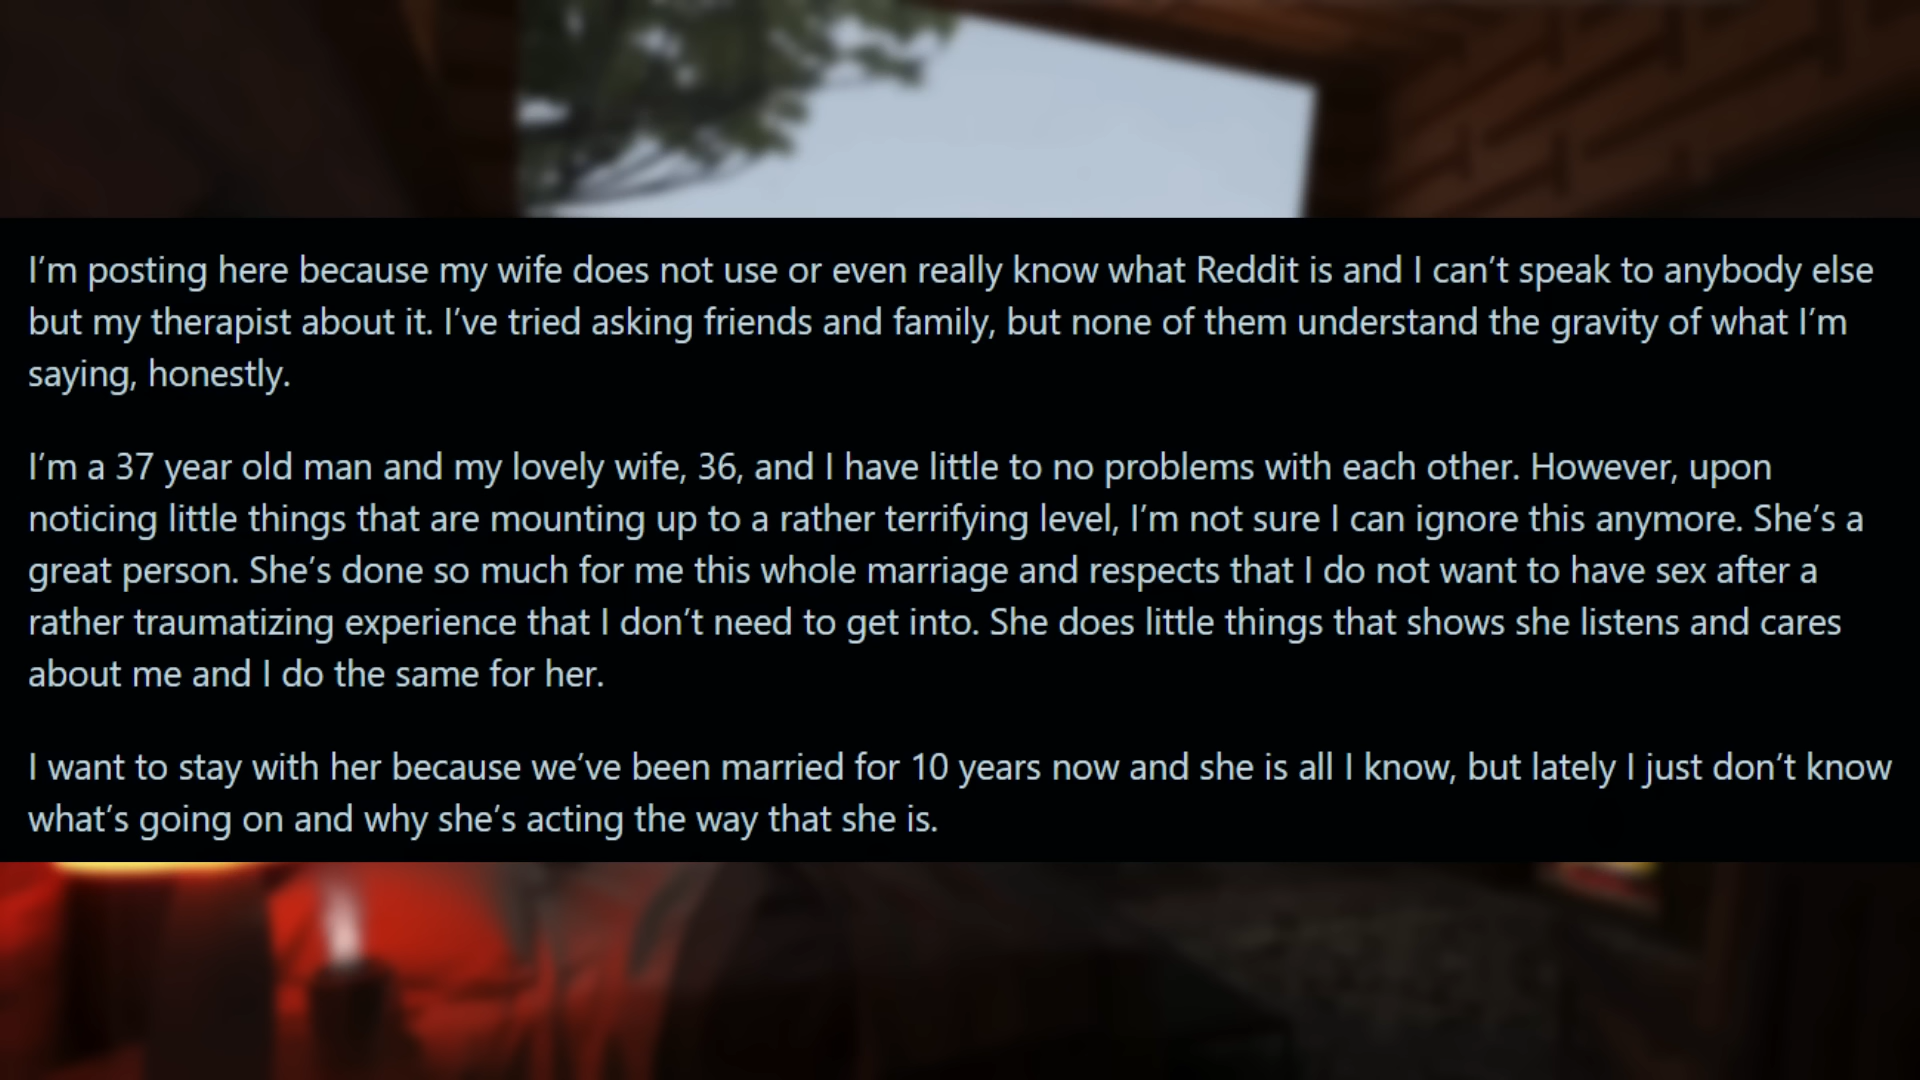 I’m posting here because my wife does not use or even really know what Reddit is and I can’t speak to anybody else
but my therapist about it. I’ve tried asking friends and family, but none of them understand the gravity of what I’m
saying, honestly.
I’m a 37 year old man and my lovely wife, 36, and I have little to no problems with each other. However, upon
noticing little things that are mounting up to a rather terrifying level, I’m not sure I can ignore this anymore. She’s a
great person. She’s done so much for me this whole marriage and respects that I do not want to have sex after a
rather traumatizing experience that I don’t need to get into. She does little things that shows she listens and cares
about me and I do the same for her.
I want to stay with her because we’ve been married for 10 years now and she is all I know, but lately I just don’t know
what’s going on and why she’s acting the way that she is.